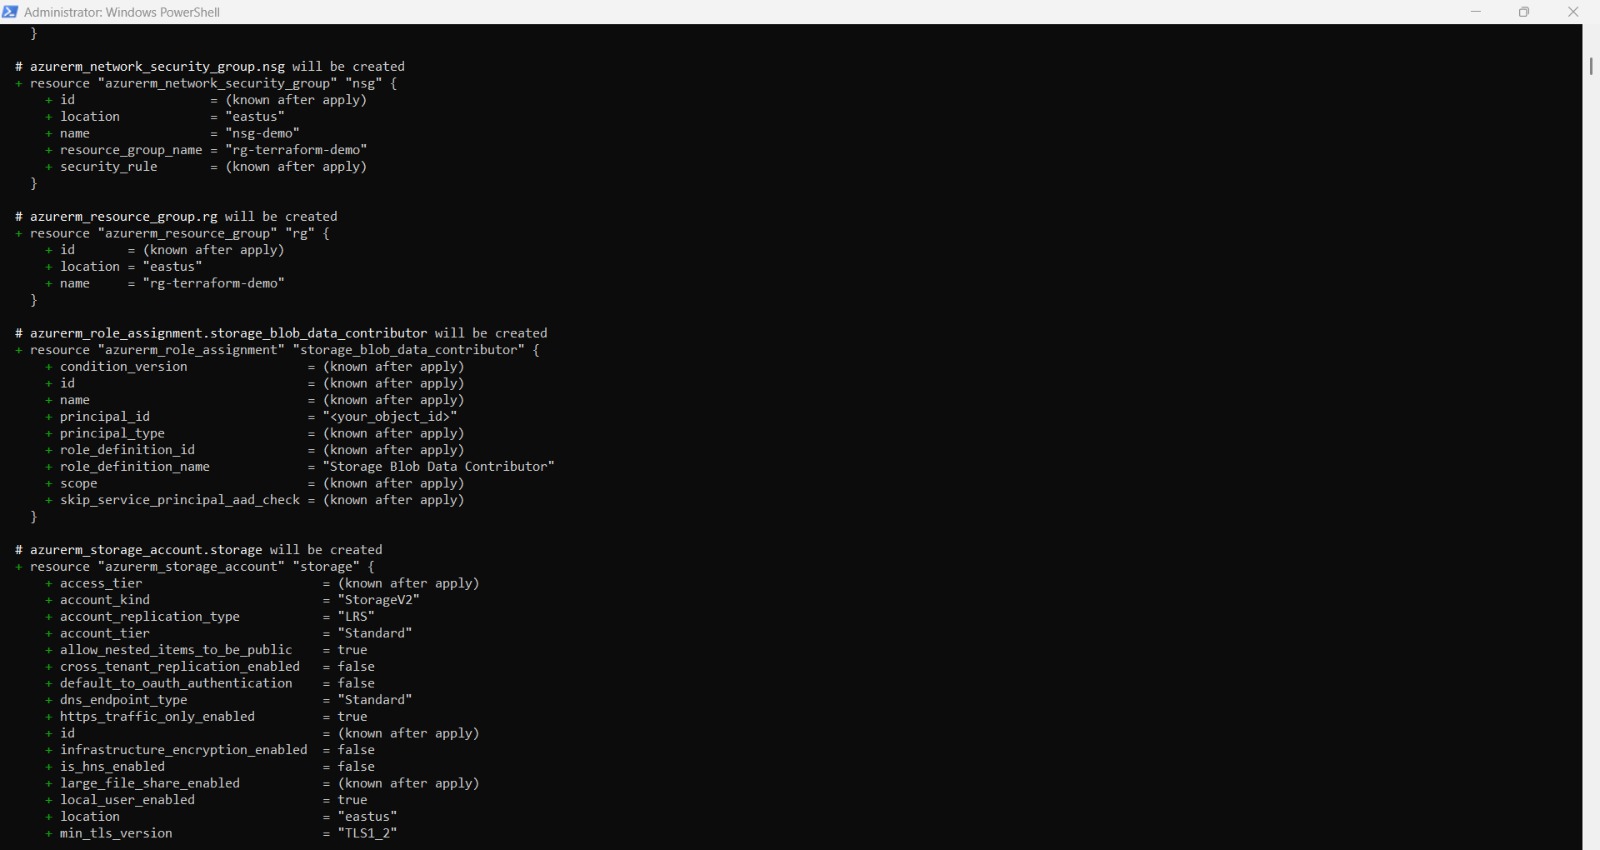 Administrator: Windows PowerShell
}
# azurerm_network_security_group.nsg will be created
+ resource "azurerm_network_security_group" "nsg" {
+ id = (known after apply)
+ location = "eastus"
+ name = "nsg-demo"
+ resource_group_name = "rg-terraform-demo"
+ security_rule = (known after apply)
}
# azurerm_resource_group.rg will be created
+ resource "azurerm_resource_group" "rg" {
+ id = (known after apply)
+ location = "eastus"
+ name = "rg-terraform-demo"
}
# azurerm_role_assignment.storage_blob_data_contributor will be created
+ resource "azurerm_role_assignment" "storage_blob_data_contributor" {
+ condition_version = (known after apply)
+ id = (known after apply)
+ name = (known after apply)
+ principal_id = "<your_object_id>"
+ principal_type = (known after apply)
+ role_definition_id = (known after apply)
+ role_definition_name = "Storage Blob Data Contributor"
+ scope = (known after apply)
+ skip_service_principal_aad_check = (known after apply)
}
# azurerm_storage_account.storage will be created
+ resource "azurerm_storage_account" "storage" {
+ access_tier = (known after apply)
+ account_kind = "StorageV2"
+ account_replication_type = "LRS"
+ account_tier = "Standard"
+ allow_nested_items_to_be_public = true
+ cross_tenant_replication_enabled = false
+ default_to_oauth_authentication = false
+ dns_endpoint_type = "Standard"
+ https_traffic_only_enabled = true
+ id = (known after apply)
+ infrastructure_encryption_enabled = false
+ is_hns_enabled = false
+ large_file_share_enabled = (known after apply)
+ local_user_enabled = true
+ location = "eastus"
+ min_tls_version = "TLS1_2"